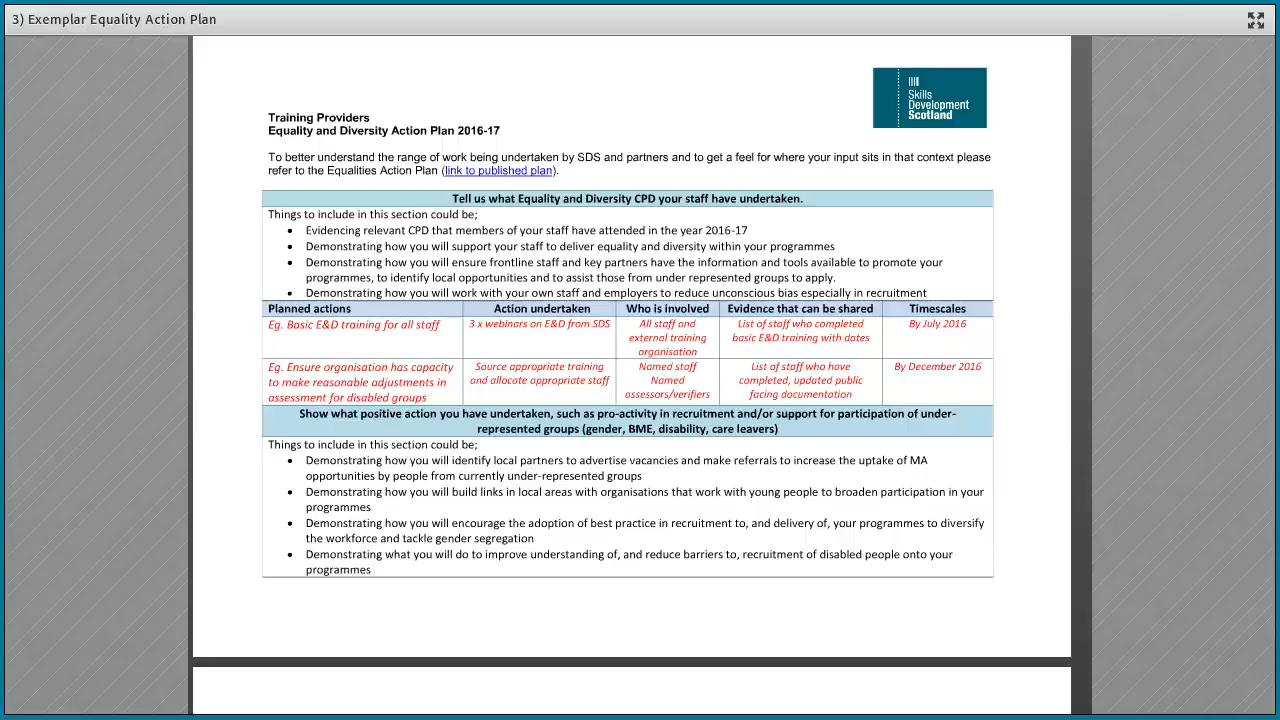 3) Exemplar Equality Action Plan
Skills
Development
Scotland
Training Providers
Equality and Diversity Action Plan 2016-17
To better understand the range of work being undertaken by SDS and partners and to get a feel for where your input sits in that context please
refer to the Equalities Action Plan (link to published plan).
Tell us what Equality and Diversity CPD your staff have undertaken.
Things to include in this section could be;
• Evidencing relevant CPD that members of your staff have attended in the year 2016-17
• Demonstrating how you will support your staff to deliver equality and diversity within your programmes
• Demonstrating how you will ensure frontline staff and key partners have the information and tools available to promote your
programmes, to identify local opportunities and to assist those from under represented groups to apply.
• Demonstrating how you will work with your own staff and employers to reduce unconscious bias especially in recruitment
Planned actions Action undertaken Who is involved Evidence that can be shared Timescales
Eg. Basic E&D training for all staff 3 x webinars on E&D from SDS All staff and List of staff who completed By July 2016
external training basic E&D training with dates
organisation
Eg. Ensure organisation has capacity Source appropriate training Named staff List of staff who have By December 2016
to make reasonable adjustments in and allocate appropriate staff Named completed, updated public
assessment for disabled groups assessors/verifiers facing documentation
Show what positive action you have undertaken, such as pro-activity in recruitment and/or support for participation of under-
represented groups (gender, BME, disability, care leavers)
Things to include in this section could be;
• Demonstrating how you will identify local partners to advertise vacancies and make referrals to increase the uptake of MA
opportunities by people from currently under-represented groups
• Demonstrating how you will build links in local areas with organisations that work with young people to broaden participation in your
programmes
• Demonstrating how you will encourage the adoption of best practice in recruitment to, and delivery of, your programmes to diversify
the workforce and tackle gender segregation
• Demonstrating what you will do to improve understanding of, and reduce barriers to, recruitment of disabled people onto your
programmes